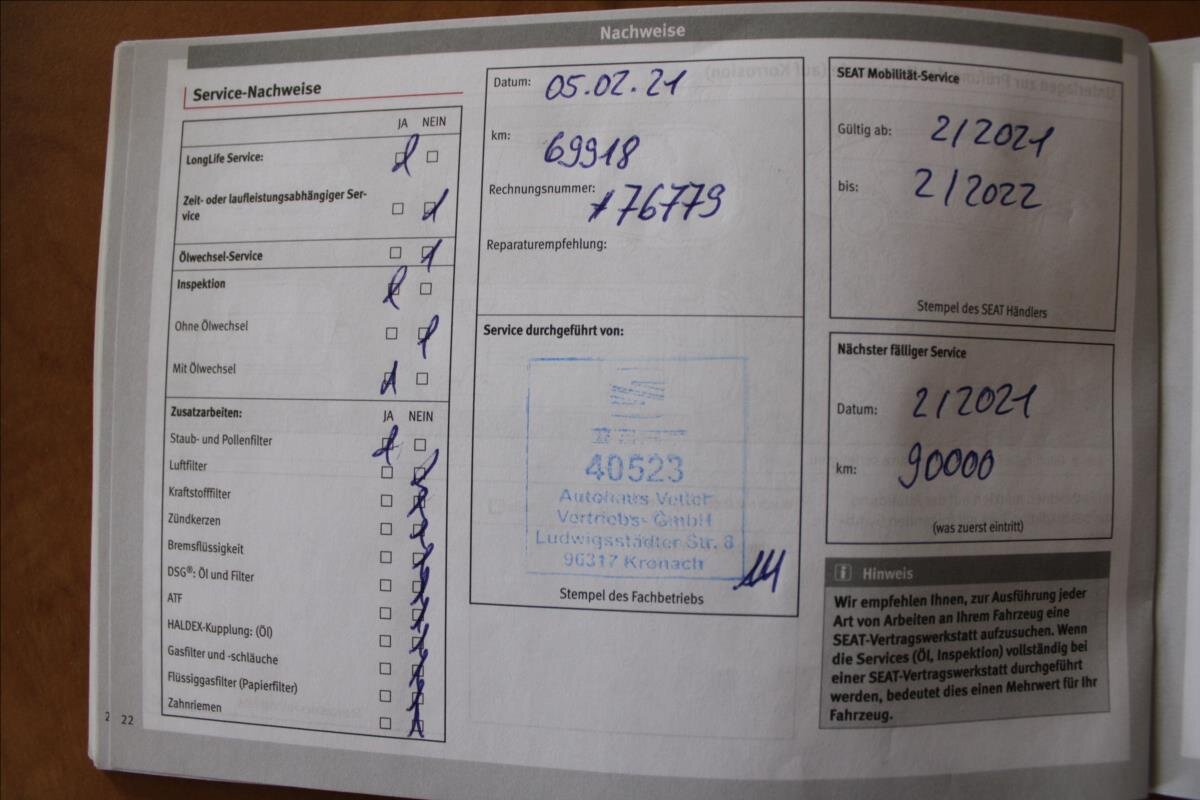 Nachweise
Service-Nachweise
JA NEIN
LongLife Service:
Zeit- oder laufleistungsabhängiger Ser-
vice
Ölwechsel-Service
Inspektion
Ohne Ölwechsel
Mit Ölwechsel
Zusatzarbeiten: JA NEIN
Staub- und Pollenfilter
Luftfilter
Kraftstofffilter
Zündkerzen
Bremsflüssigkeit
DSG®: Öl und Filter
ATF
HALDEX-Kupplung: (Öl)
Gasfilter und -schläuche
Flüssiggasfilter (Papierfilter)
Zahnriemen
22
Datum: 05.02.21
km: 69918
Rechnungsnummer: 176779
Reparaturempfehlung:
Service durchgeführt von:
40523
Autohaus Vetter
Vertriebs- GmbH
Ludwigsstädter Str. 8
96317 Kronach
Stempel des Fachbetriebs
SEAT Mobilität-Service
Gültig ab: 2/2021
bis: 2/2022
Stempel des SEAT Händlers
Nächster fälliger Service
Datum: 2/2021
km: 90000
(was zuerst eintritt)
Hinweis
Wir empfehlen Ihnen, zur Ausführung jeder
Art von Arbeiten an Ihrem Fahrzeug eine
SEAT-Vertragswerkstatt aufzusuchen. Wenn
die Services (Öl, Inspektion) vollständig bei
einer SEAT-Vertragswerkstatt durchgeführt
werden, bedeutet dies einen Mehrwert für Ihr
Fahrzeug.